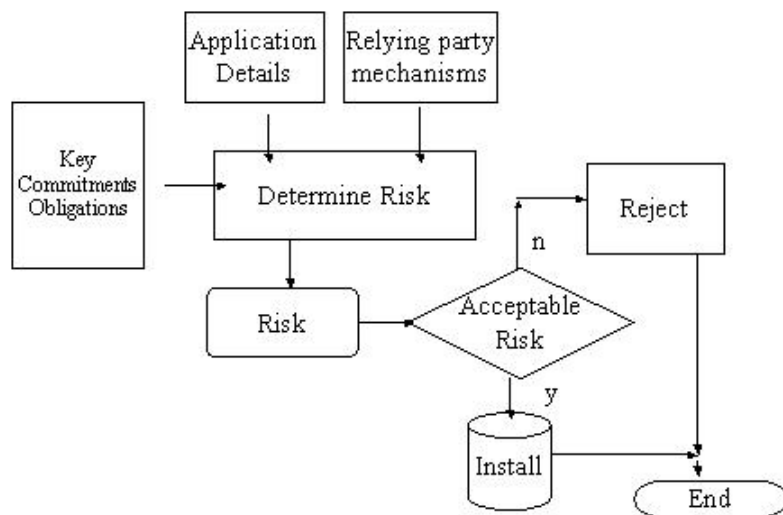 Application
Details
Relying party
mechanisms
Key
Commitments
Obligations
Determine Risk
Reject
n
Risk
Acceptable
Risk
y
Install
End